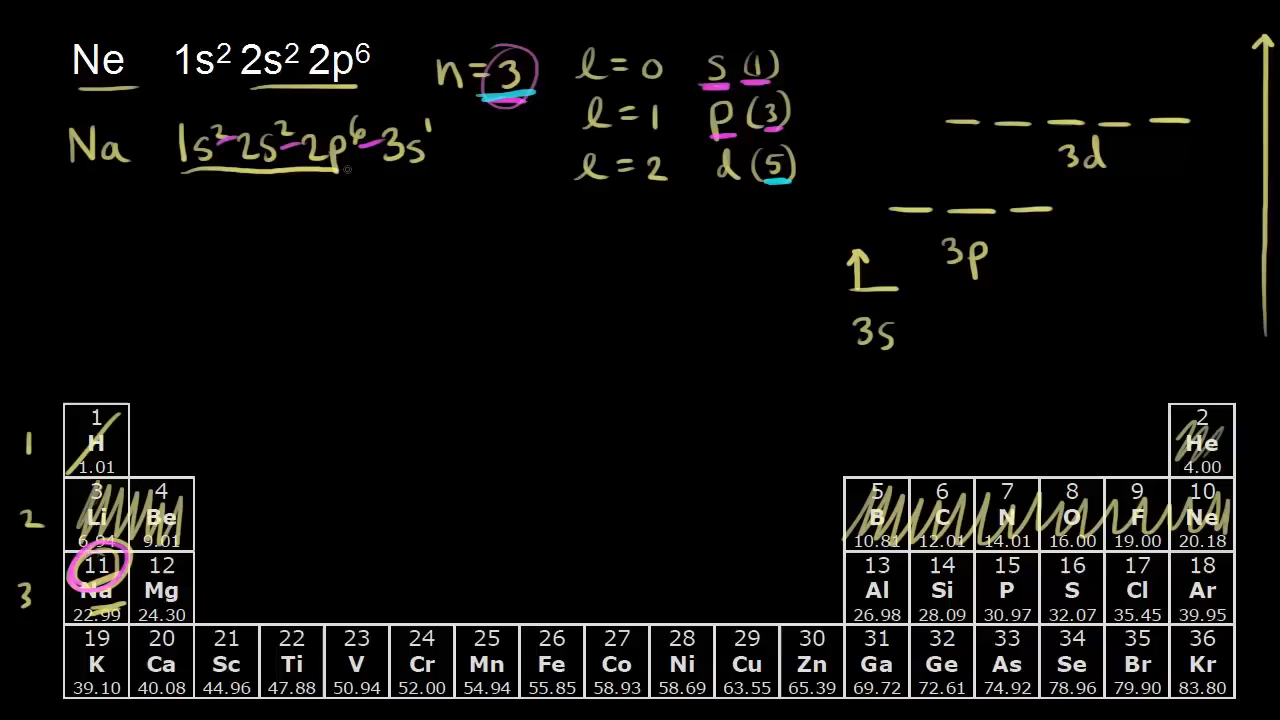 Ne 1s² 2s² 2p⁶ n=3 l=0 s (1)
Na 1s²-2s²-2p⁶-3s¹ l=1 p (3)
l=2 d (5)
3d
3p
3s
1 2
1 H He
1.01 4.00
3 4 5 6 7 8 9 10
2 Li Be B C N O F Ne
6.94 9.01 10.81 12.01 14.01 16.00 19.00 20.18
11 12 13 14 15 16 17 18
3 Na Mg Al Si P S Cl Ar
22.99 24.30 26.98 28.09 30.97 32.07 35.45 39.95
19 20 21 22 23 24 25 26 27 28 29 30 31 32 33 34 35 36
K Ca Sc Ti V Cr Mn Fe Co Ni Cu Zn Ga Ge As Se Br Kr
39.10 40.08 44.96 47.88 50.94 52.00 54.94 55.85 58.93 58.69 63.55 65.39 69.72 72.61 74.92 78.96 79.90 83.80